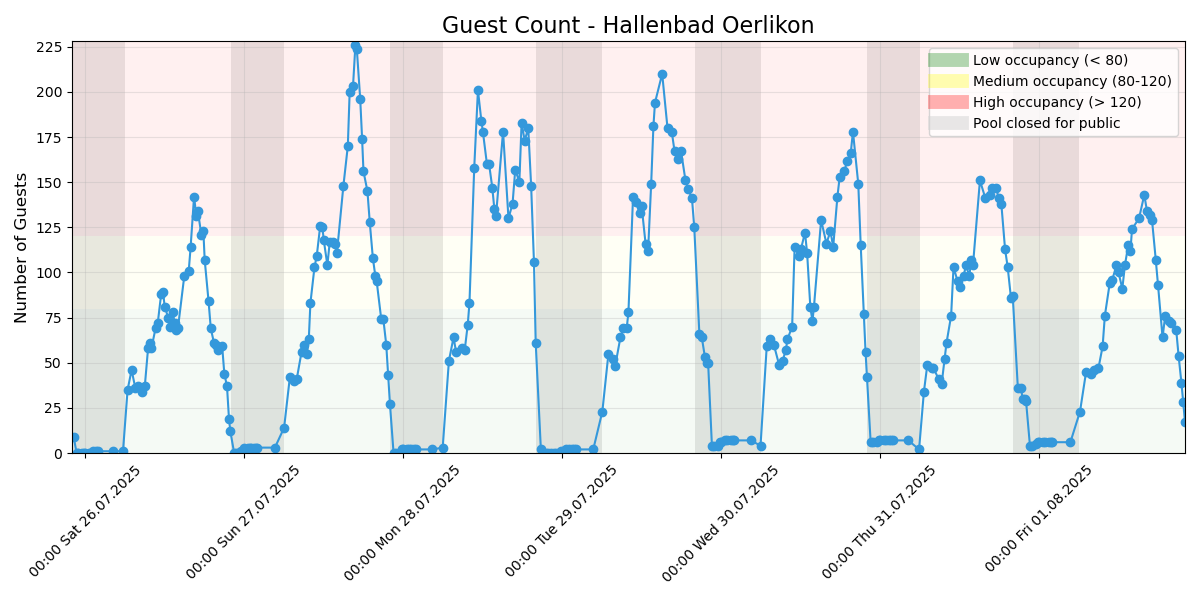 Guest Count - Hallenbad Oerlikon
Number of Guests
225
200
175
150
125
100
75
50
25
0
Low occupancy (< 80)
Medium occupancy (80-120)
High occupancy (> 120)
Pool closed for public
00:00 Sat 26.07.2025
00:00 Sun 27.07.2025
00:00 Mon 28.07.2025
00:00 Tue 29.07.2025
00:00 Wed 30.07.2025
00:00 Thu 31.07.2025
00:00 Fri 01.08.2025